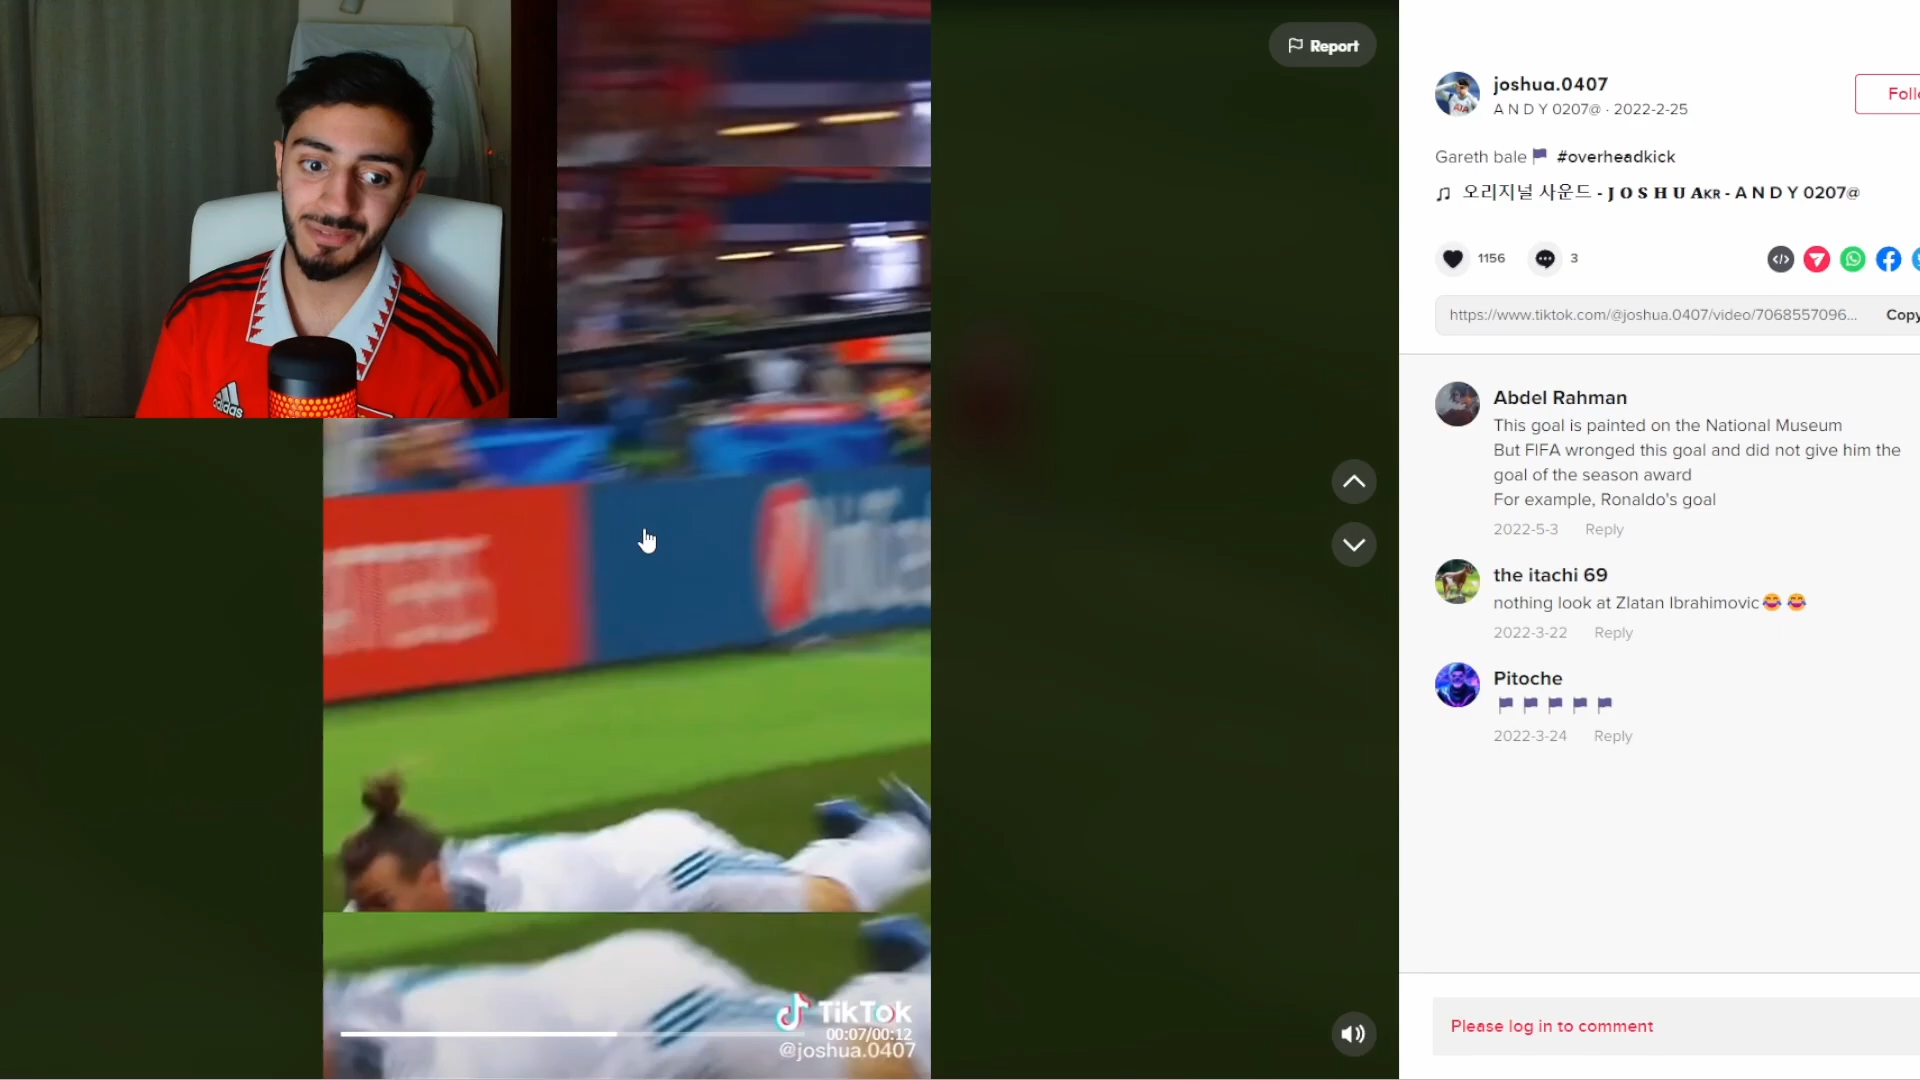 Report
joshua.0407
A N D Y 0207@ · 2022-2-25
Gareth bale #overheadkick
오리지널 사운드 - J O S H U A KR - A N D Y 0207@
1156
3
https://www.tiktok.com/@joshua.0407/video/7068557096...
Copy
Abdel Rahman
This goal is painted on the National Museum
But FIFA wronged this goal and did not give him the
goal of the season award
For example, Ronaldo's goal
2022-5-3 Reply
the itachi 69
nothing look at Zlatan Ibrahimovic
2022-3-22 Reply
Pitoche
2022-3-24 Reply
Please log in to comment
adidas
TikTok
00:07/00:12
@joshua.0407